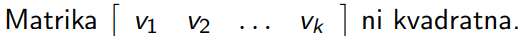 Matrika [ v₁ v₂ … vₖ ] ni kvadratna.